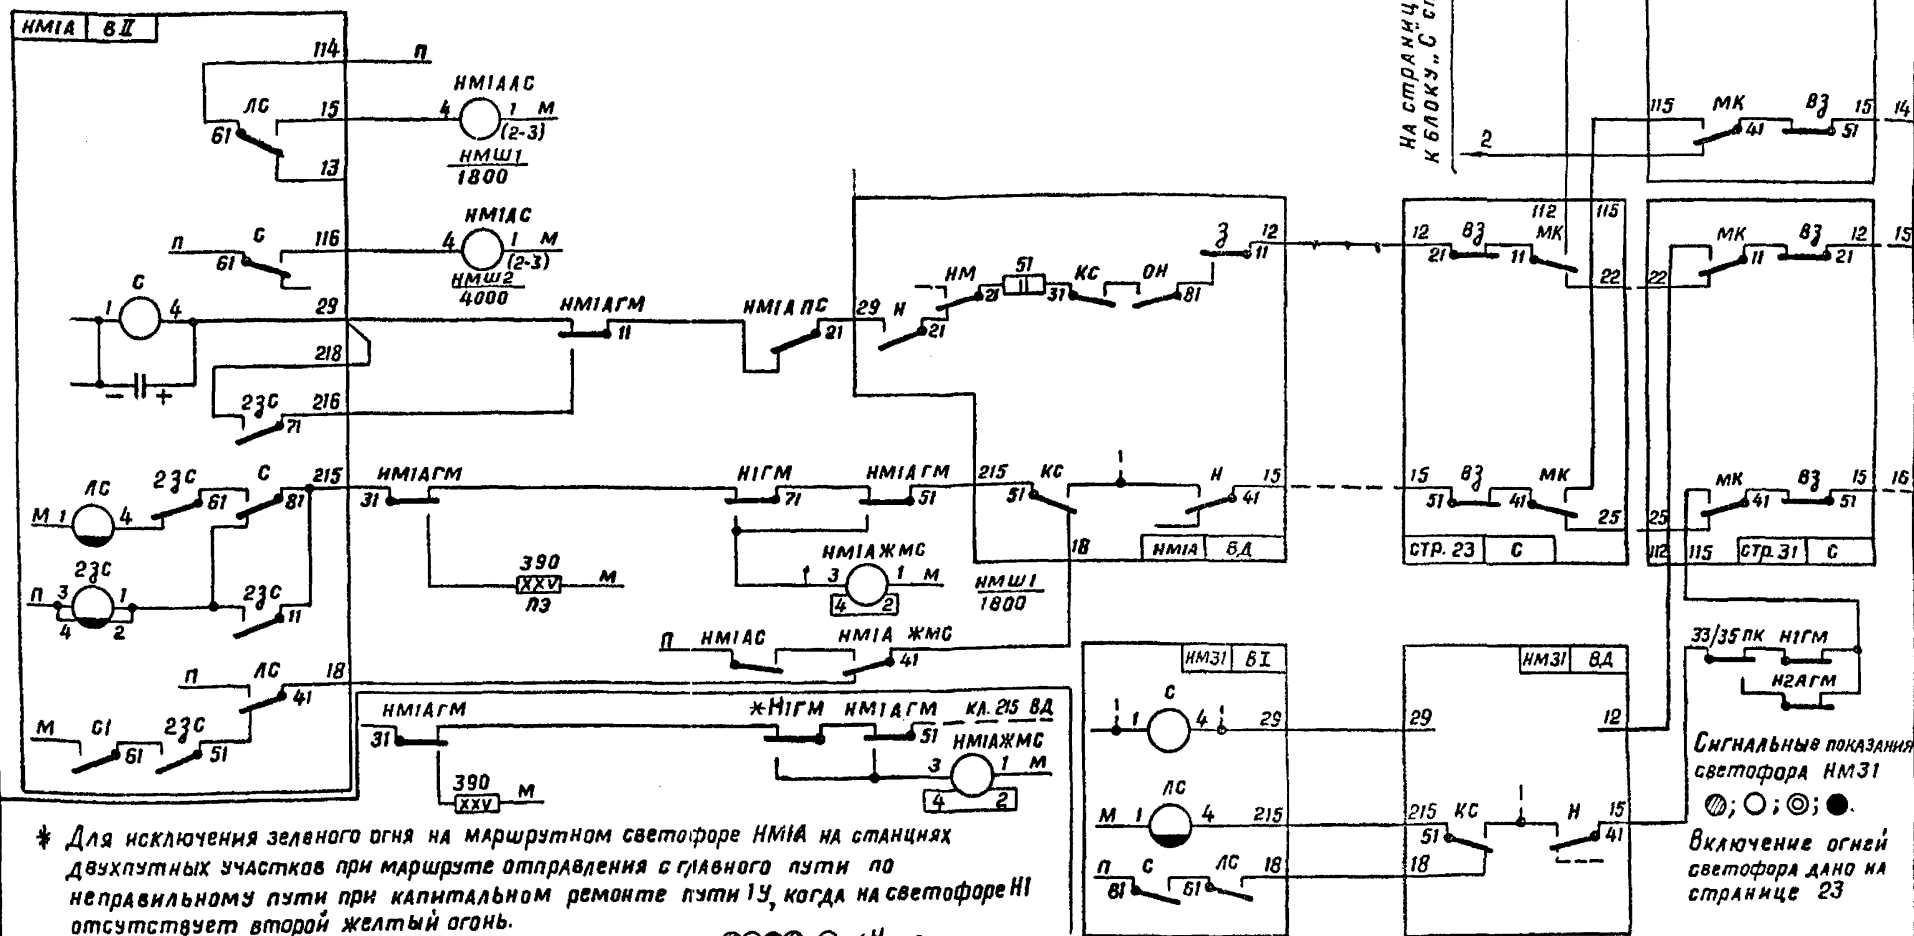 НМ1А ВII
114 П
ЛС 15 4 НМ1АЛС 1 М
61 (2-3)
НМШ1
13 1800
П С 116 4 НМ1АС 1 М
61 (2-3)
НМШ2
4000
С
1 4 29 НМ1АГМ 11 НМ1АПС 21 29 Н 21 НМ 21 51 31 КС ОН 81 З 11 12
218
− + 2ЗС 216
71
ЛС 2ЗС С 215 НМ1АГМ Н1ГМ НМ1АГМ 215 КС Н 15
М 1 4 61 81 31 71 51 51 41
18 НМ1А ВД
2ЗС 2ЗС 390 М НМ1АЖМС НМШ1
П 3 1 XXV 3 1 М 1800
4 2 11 ПЭ 4 2
П НМ1АС НМ1А ЖМС
41
П ЛС 18
41
М С1 2ЗС
61 51
НМ1АГМ *Н1ГМ НМ1АГМ КЛ. 215 ВД
31 51
НМ1АЖМС
390 М 3 1 М
XXV 4 2
* Для исключения зеленого огня на маршрутном светофоре НМ1А на станциях
двухпутных участков при маршруте отправления с главного пути по
неправильному пути при капитальном ремонте пути 1У, когда на светофоре Н1
отсутствует второй желтый огонь.
НА СТРАНИЦ
К БЛОКУ „С"
2
115 МК ВЗ 15 14
41 51
112 115
12 ВЗ МК 22
21 11
15 ВЗ МК 25
51 41
СТР. 23 С
22 МК ВЗ 12 15
11 21
25 МК ВЗ 15 16
41 51
112 115 СТР. 31 С
33/35 ПК Н1ГМ
Н2АГМ
НМ31 ВI
С
1 4 29
ЛС
М 1 4 215
П С ЛС 18
81 61
НМ31 ВД
29 12
215 КС Н 15
51 41
18
Сигнальные показания
светофора НМ31
Включение огней
светофора дано на
странице 23